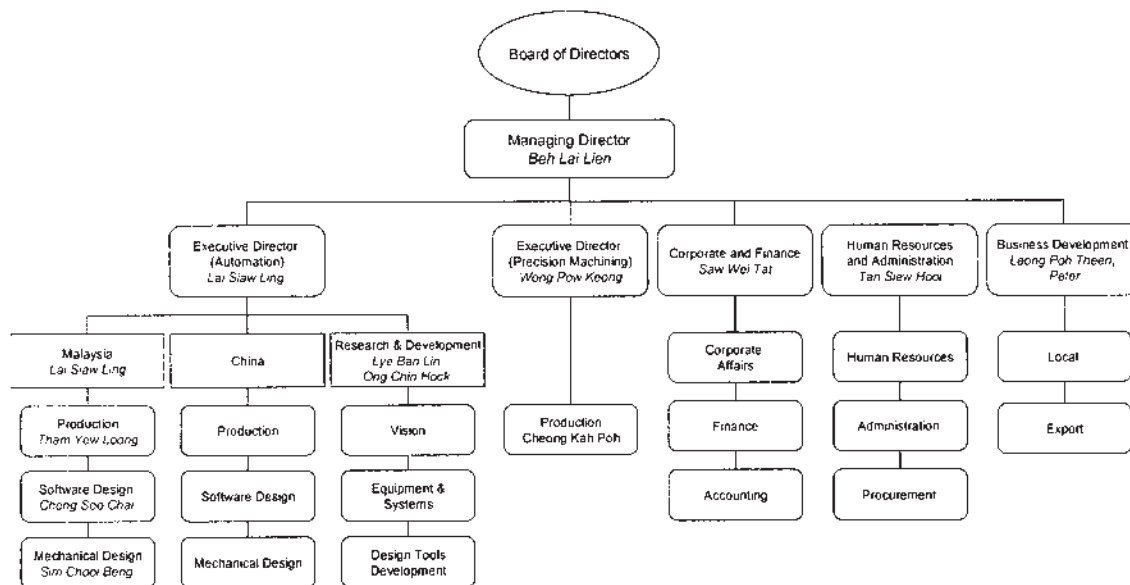 Board of Directors
Managing Director
Beh Lai Lien
Executive Director
(Automation)
Lai Siaw Ling
Executive Director
(Precision Machining)
Wong Pow Keong
Corporate and Finance
Saw Wei Tat
Human Resources
and Administration
Tan Siew Hooi
Business Development
Leong Poh Theen,
Peter
Malaysia
Lai Siaw Ling
China
Research & Development
Lye Ban Lin
Ong Chin Hock
Corporate
Affairs
Human Resources
Local
Production
Tham Yew Loong
Production
Vision
Production
Cheong Kah Poh
Finance
Administration
Export
Software Design
Cheng Soo Chai
Software Design
Equipment &
Systems
Accounting
Procurement
Mechanical Design
Sim Chooi Beng
Mechanical Design
Design Tools
Development